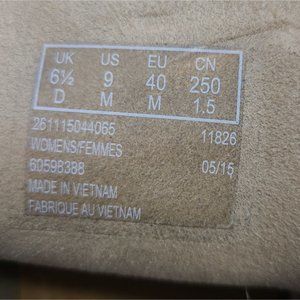 UK US EU CN
6½ 9 40 250
D M M 1.5
261115044065 11826
WOMENS/FEMMES
60598388 05/15
MADE IN VIETNAM
FABRIQUE AU VIETNAM